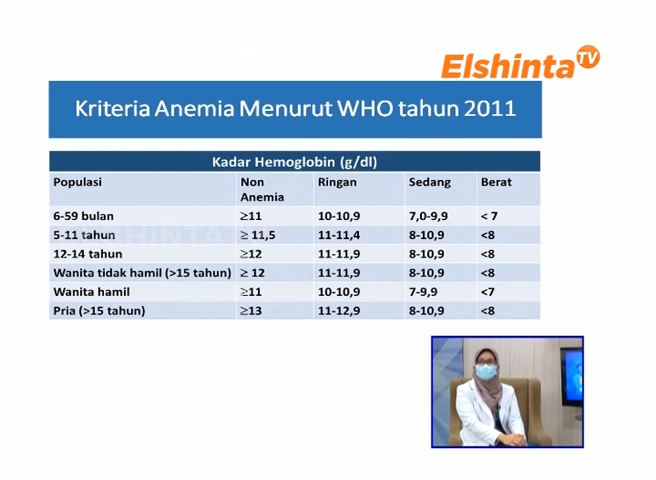 Elshinta TV
Kriteria Anemia Menurut WHO tahun 2011
Kadar Hemoglobin (g/dl)
Populasi Non Anemia Ringan Sedang Berat
6-59 bulan ≥11 10-10,9 7,0-9,9 < 7
5-11 tahun ≥ 11,5 11-11,4 8-10,9 <8
12-14 tahun ≥12 11-11,9 8-10,9 <8
Wanita tidak hamil (>15 tahun) ≥ 12 11-11,9 8-10,9 <8
Wanita hamil ≥11 10-10,9 7-9,9 <7
Pria (>15 tahun) ≥13 11-12,9 8-10,9 <8